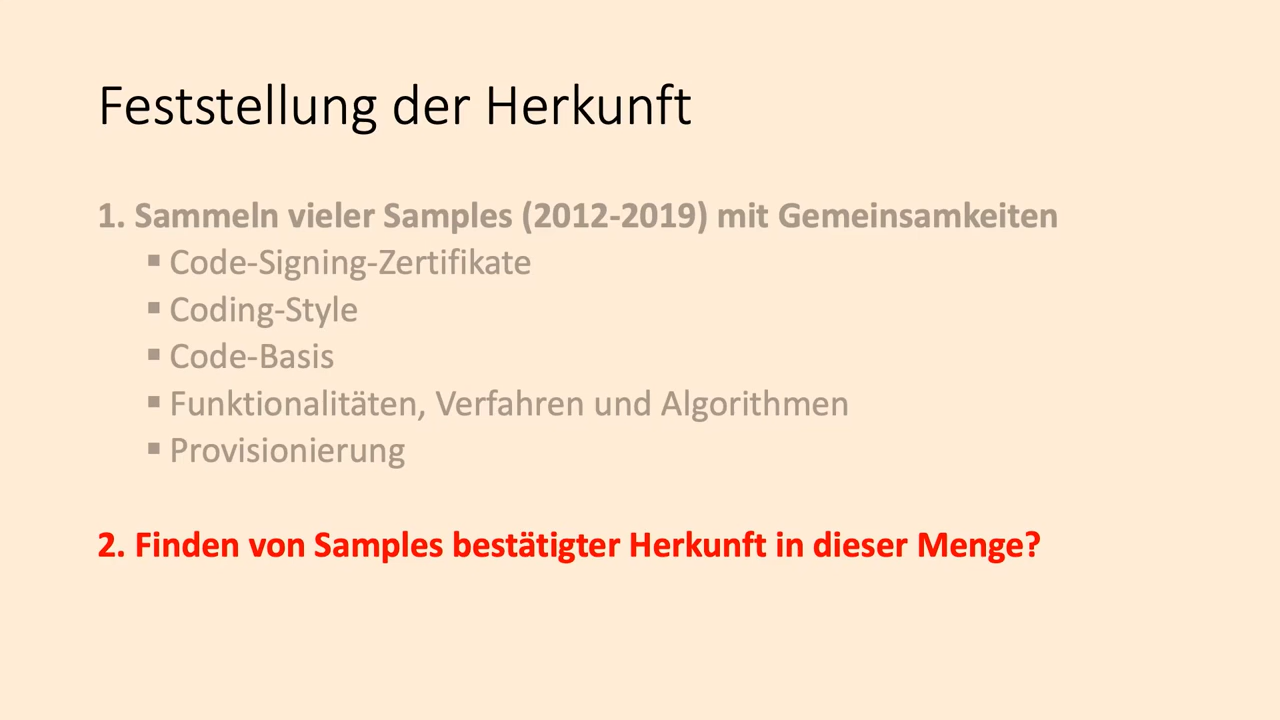 Feststellung der Herkunft
1. Sammeln vieler Samples (2012-2019) mit Gemeinsamkeiten
▪ Code-Signing-Zertifikate
▪ Coding-Style
▪ Code-Basis
▪ Funktionalitäten, Verfahren und Algorithmen
▪ Provisionierung
2. Finden von Samples bestätigter Herkunft in dieser Menge?